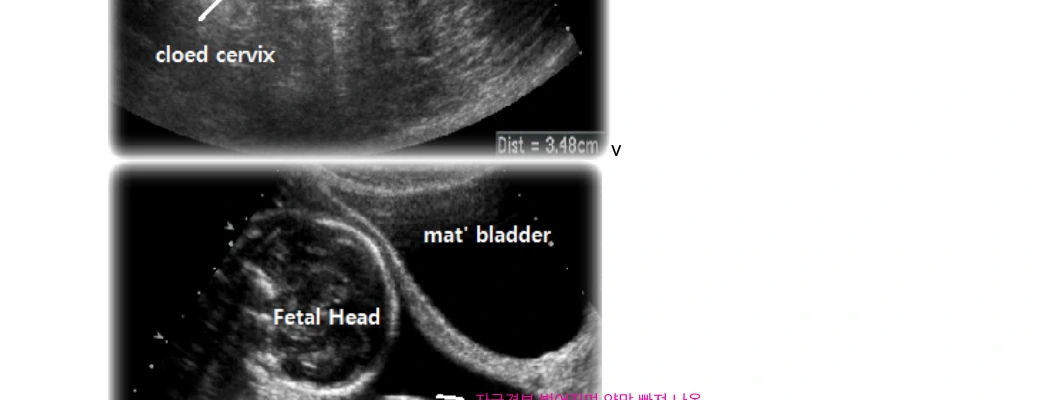 cloed cervix
Dist = 3.48cm
v
mat' bladder
Fetal Head